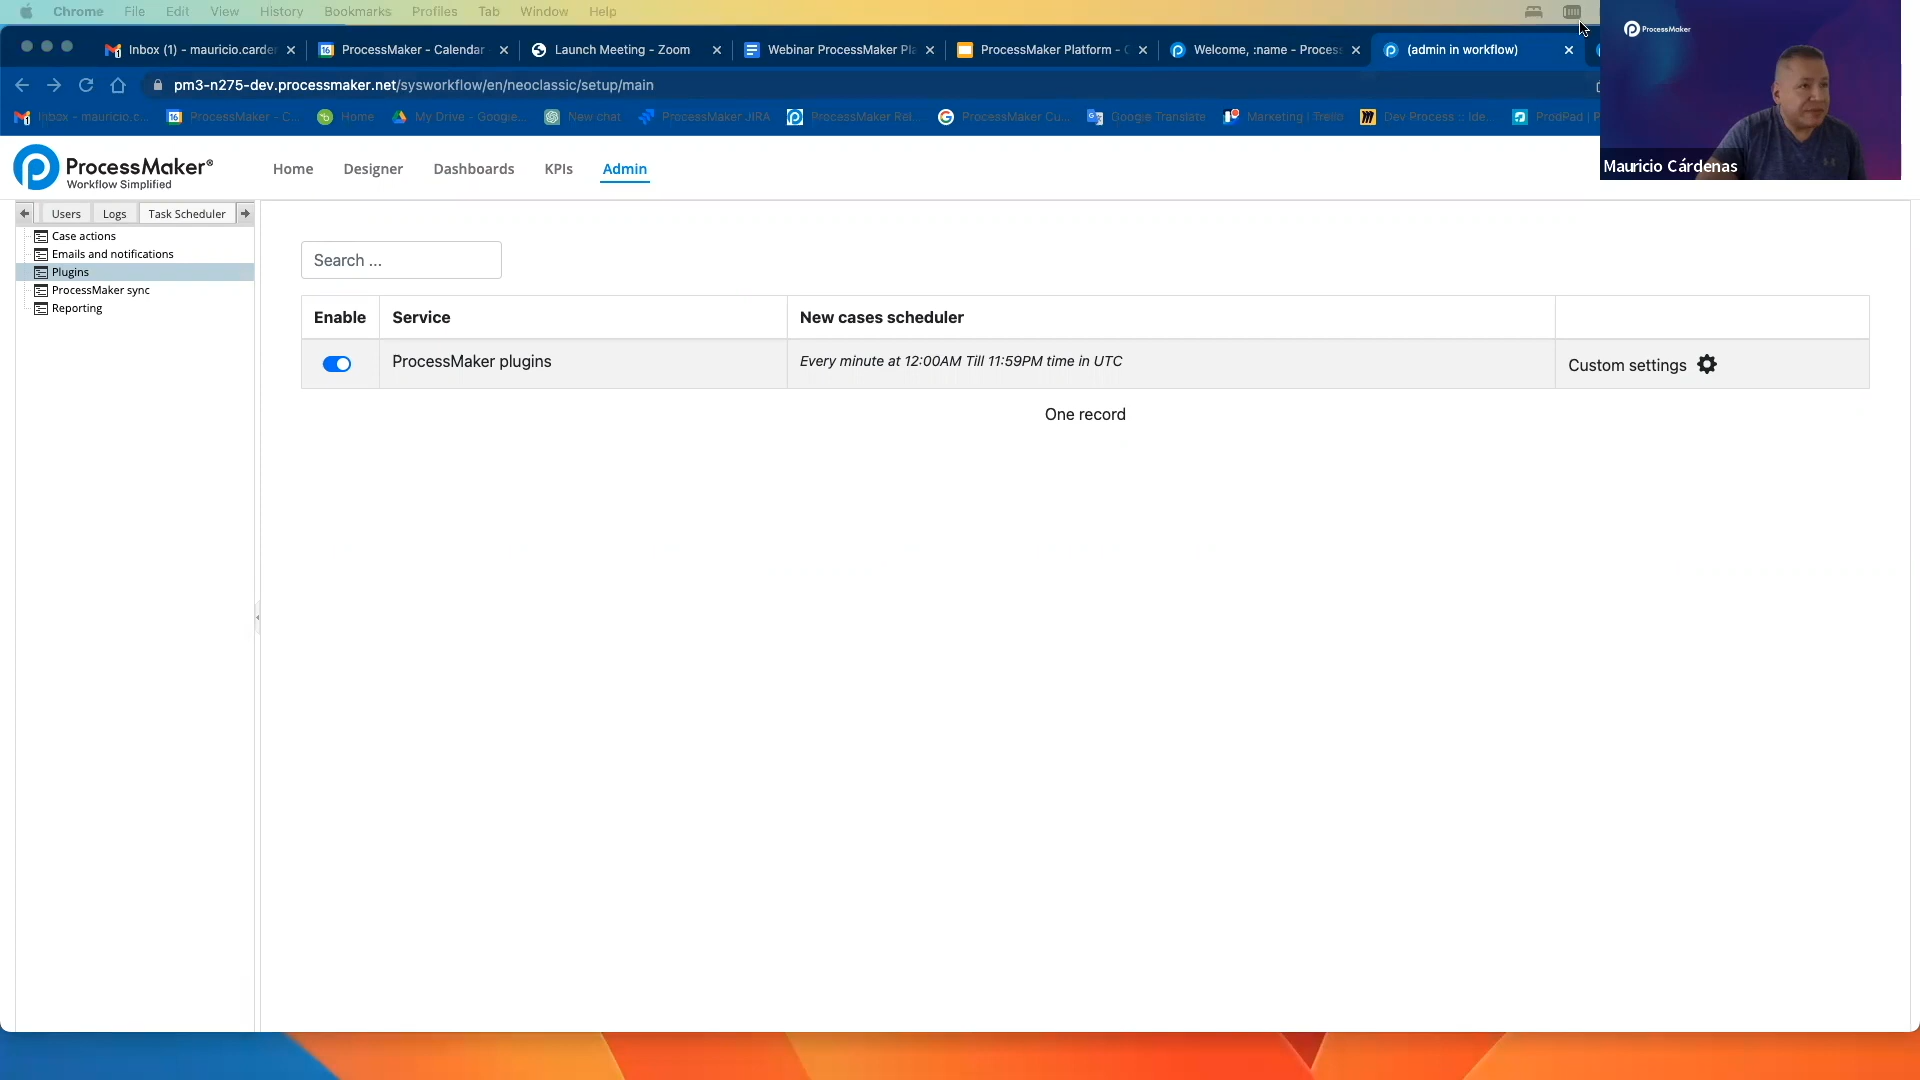 Chrome File Edit View History Bookmarks Profiles Tab Window Help
Inbox (1) - mauricio.carde
ProcessMaker - Calendar
Launch Meeting - Zoom
Webinar ProcessMaker Pla
ProcessMaker Platform - C
Welcome, :name - Process
(admin in workflow)
pm3-n275-dev.processmaker.net/sysworkflow/en/neoclassic/setup/main
Inbox - mauricio.c...
ProcessMaker - C...
Home
My Drive - Google...
New chat
ProcessMaker JIRA
ProcessMaker Rel...
ProcessMaker Cu...
Google Translate
Marketing | Trello
Dev Process :: Ide...
ProdPad | P
ProcessMaker
Mauricio Cárdenas
ProcessMaker®
Workflow Simplified
Home Designer Dashboards KPIs Admin
Users Logs Task Scheduler
Case actions
Emails and notifications
Plugins
ProcessMaker sync
Reporting
Search ...
Enable Service New cases scheduler
ProcessMaker plugins Every minute at 12:00AM Till 11:59PM time in UTC Custom settings
One record